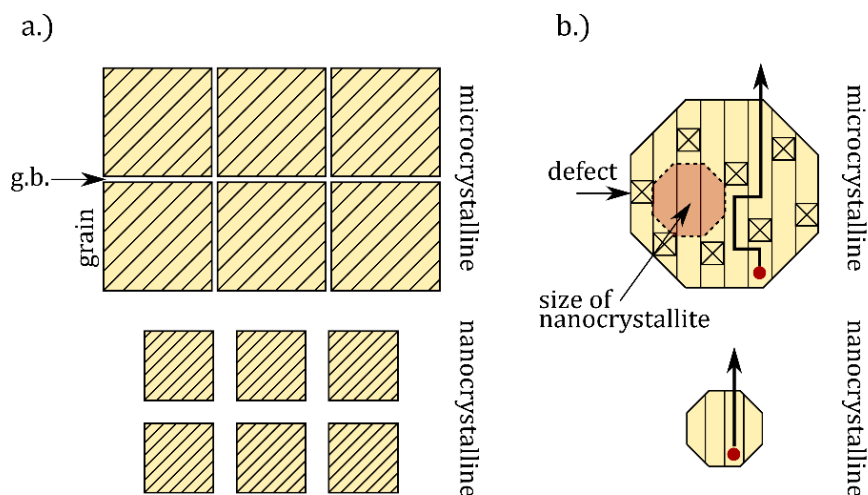 a.)
g.b.
grain
microcrystalline
nanocrystalline
b.)
defect
size of
nanocrystallite
microcrystalline
nanocrystalline